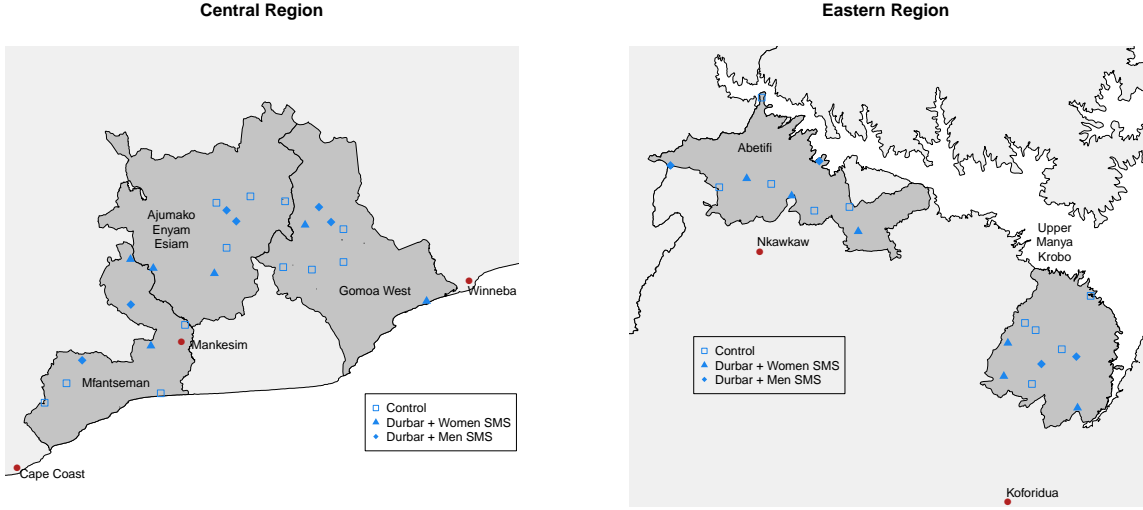 Central Region
Ajumako
Enyam
Esiam
Gomoa West
Winneba
Mankesim
Mfantseman
Cape Coast
Control
Durbar + Women SMS
Durbar + Men SMS
Eastern Region
Abetifi
Nkawkaw
Upper
Manya
Krobo
Control
Durbar + Women SMS
Durbar + Men SMS
Koforidua